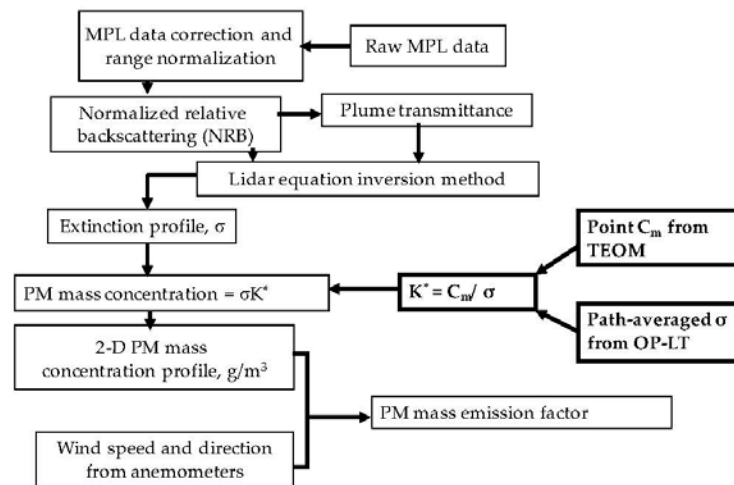 MPL data correction and
range normalization
Raw MPL data
Normalized relative
backscattering (NRB)
Plume transmittance
Lidar equation inversion method
Extinction profile, σ
Point Cₘ from
TEOM
PM mass concentration = σK*
K* = Cₘ/ σ
Path-averaged σ
from OP-LT
2-D PM mass
concentration profile, g/m³
PM mass emission factor
Wind speed and direction
from anemometers